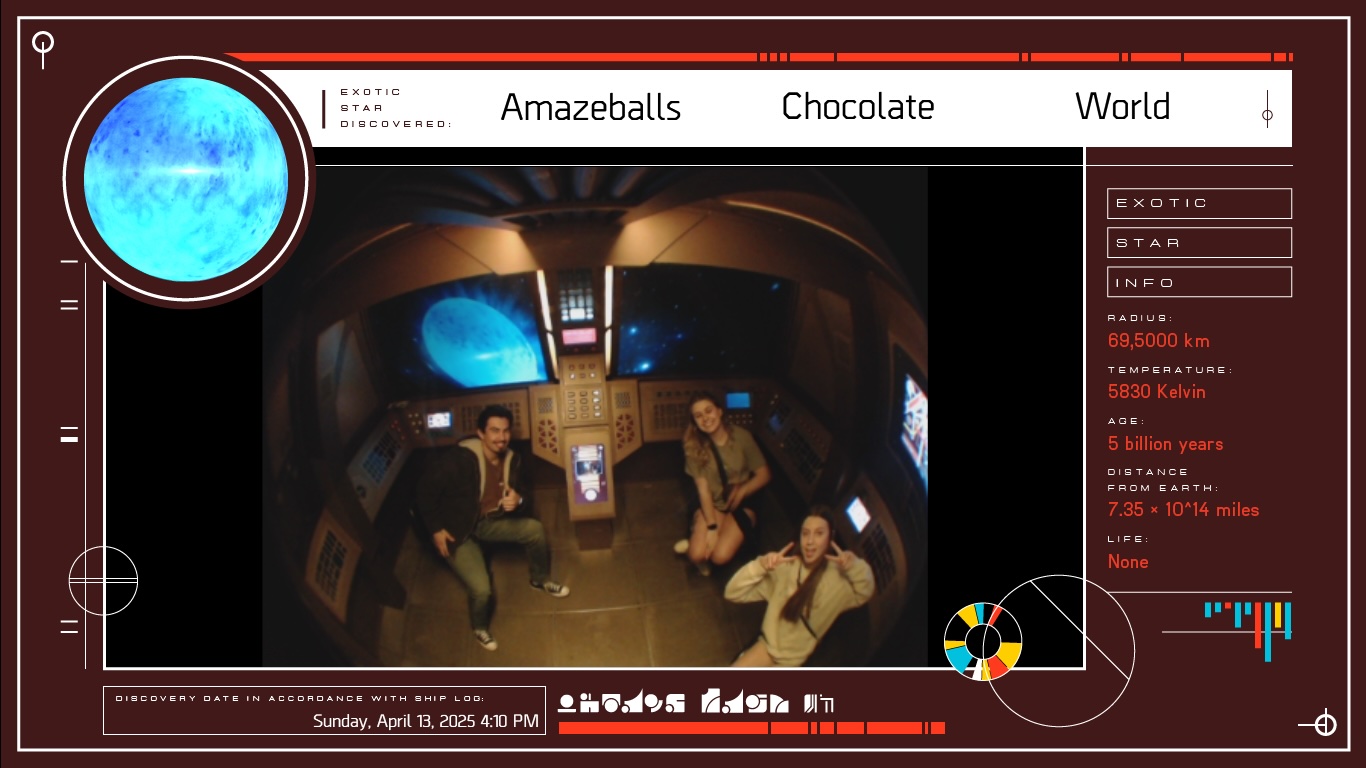 EXOTIC
STAR
DISCOVERED:
Amazeballs Chocolate World
EXOTIC
STAR
INFO
RADIUS:
69,5000 km
TEMPERATURE:
5830 Kelvin
AGE:
5 billion years
DISTANCE
FROM EARTH:
7.35 × 10^14 miles
LIFE:
None
DISCOVERY DATE IN ACCORDANCE WITH SHIP LOG:
Sunday, April 13, 2025 4:10 PM